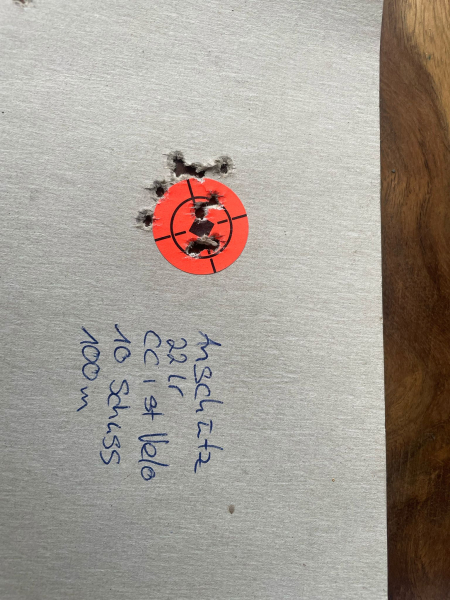 Anschütz
22 lr
CCI st Velo
10 Schuss
100 m